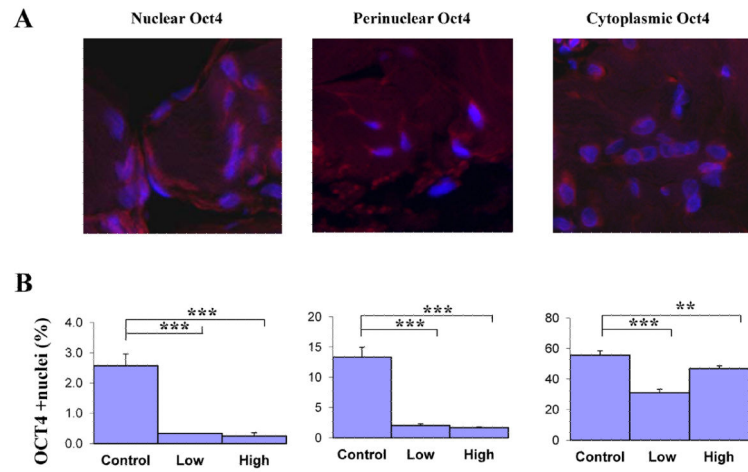 A
Nuclear Oct4
Perinuclear Oct4
Cytoplasmic Oct4
B
OCT4 +nuclei (%)
4.0
3.0
2.0
1.0
0.0
***
***
Control Low High
20
15
10
5
0
***
***
Control Low High
80
60
40
20
0
**
***
Control Low High